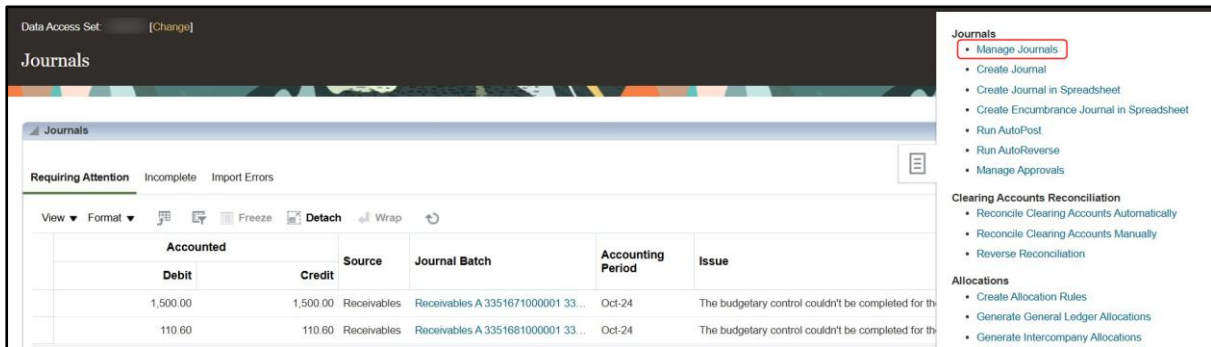 Data Access Set: [Change]
Journals
Journals
Requiring Attention Incomplete Import Errors
View Format Freeze Detach Wrap
Accounted Source Journal Batch Accounting Period Issue
Debit Credit
1,500.00 1,500.00 Receivables Receivables A 3351671000001 33... Oct-24 The budgetary control couldn't be completed for th
110.60 110.60 Receivables Receivables A 3351681000001 33... Oct-24 The budgetary control couldn't be completed for th
Journals
• Manage Journals
• Create Journal
• Create Journal in Spreadsheet
• Create Encumbrance Journal in Spreadsheet
• Run AutoPost
• Run AutoReverse
• Manage Approvals
Clearing Accounts Reconciliation
• Reconcile Clearing Accounts Automatically
• Reconcile Clearing Accounts Manually
• Reverse Reconciliation
Allocations
• Create Allocation Rules
• Generate General Ledger Allocations
• Generate Intercompany Allocations